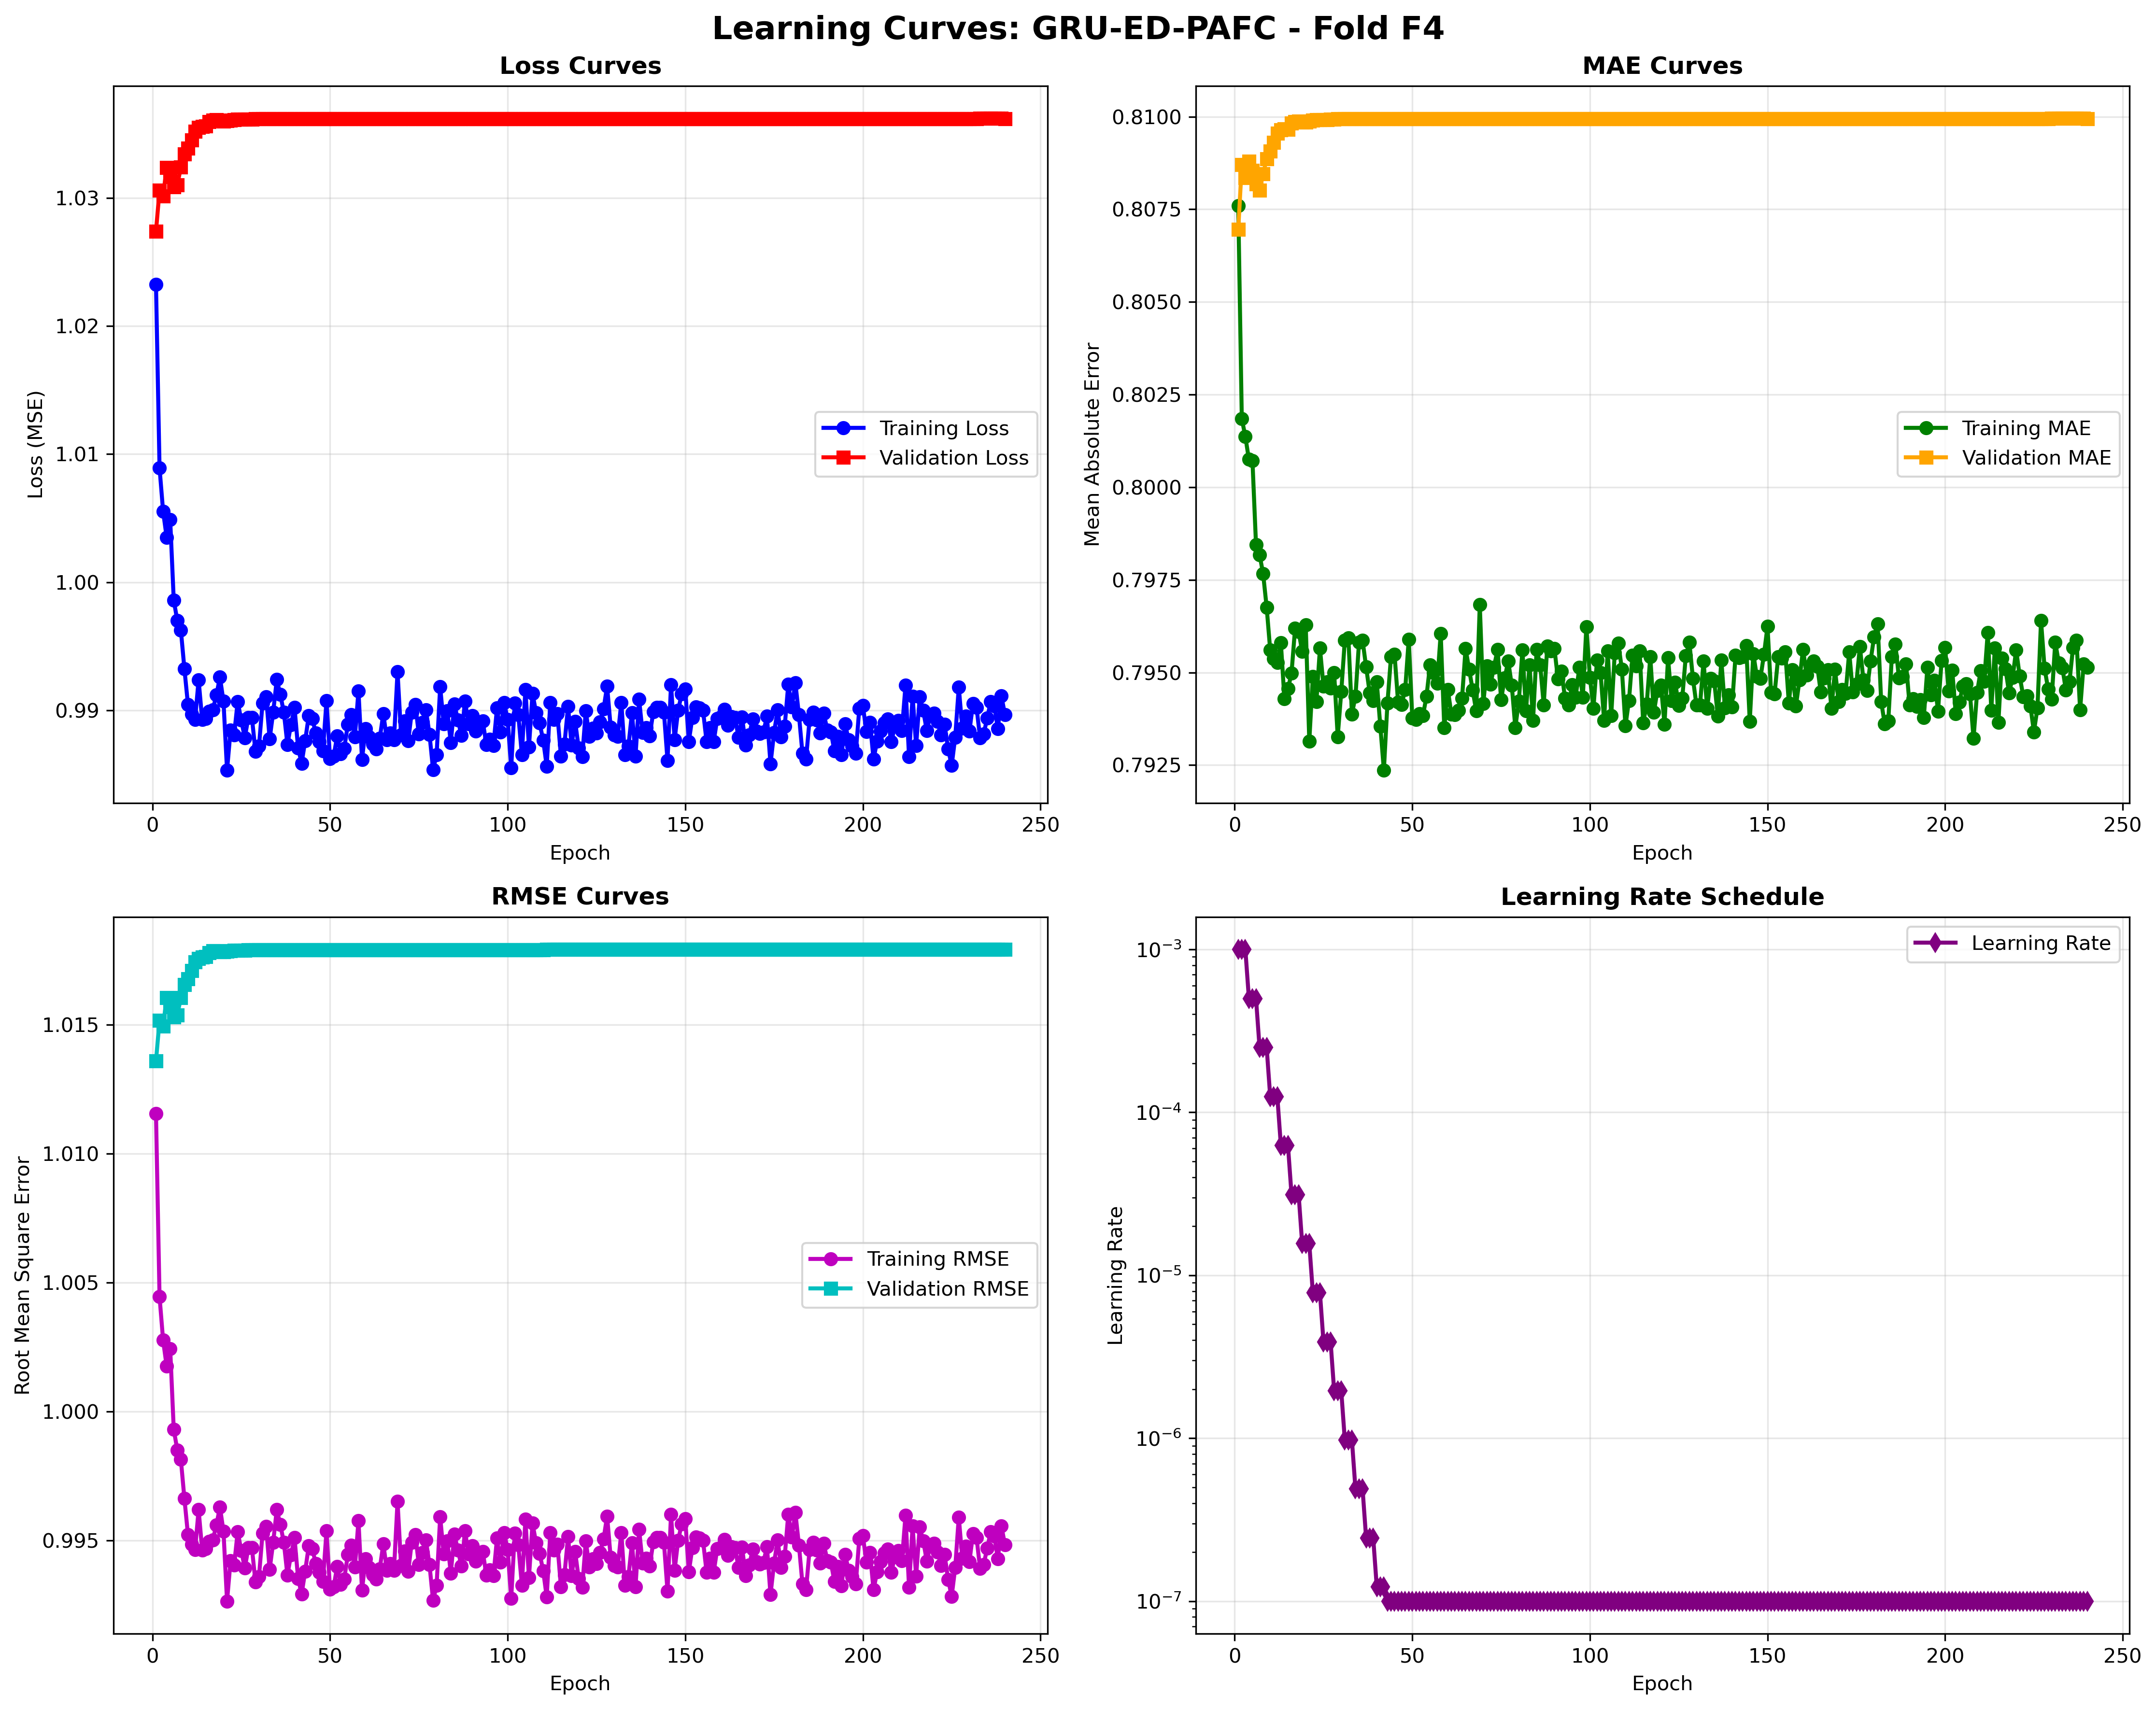 Learning Curves: GRU-ED-PAFC - Fold F4
Loss Curves
1.03
1.02
1.01
1.00
0.99
Loss (MSE)
Training Loss
Validation Loss
0 50 100 150 200 250
Epoch
MAE Curves
0.8100
0.8075
0.8050
0.8025
0.8000
0.7975
0.7950
0.7925
Mean Absolute Error
Training MAE
Validation MAE
0 50 100 150 200 250
Epoch
RMSE Curves
1.015
1.010
1.005
1.000
0.995
Root Mean Square Error
Training RMSE
Validation RMSE
0 50 100 150 200 250
Epoch
Learning Rate Schedule
10⁻³
10⁻⁴
10⁻⁵
10⁻⁶
10⁻⁷
Learning Rate
Learning Rate
0 50 100 150 200 250
Epoch